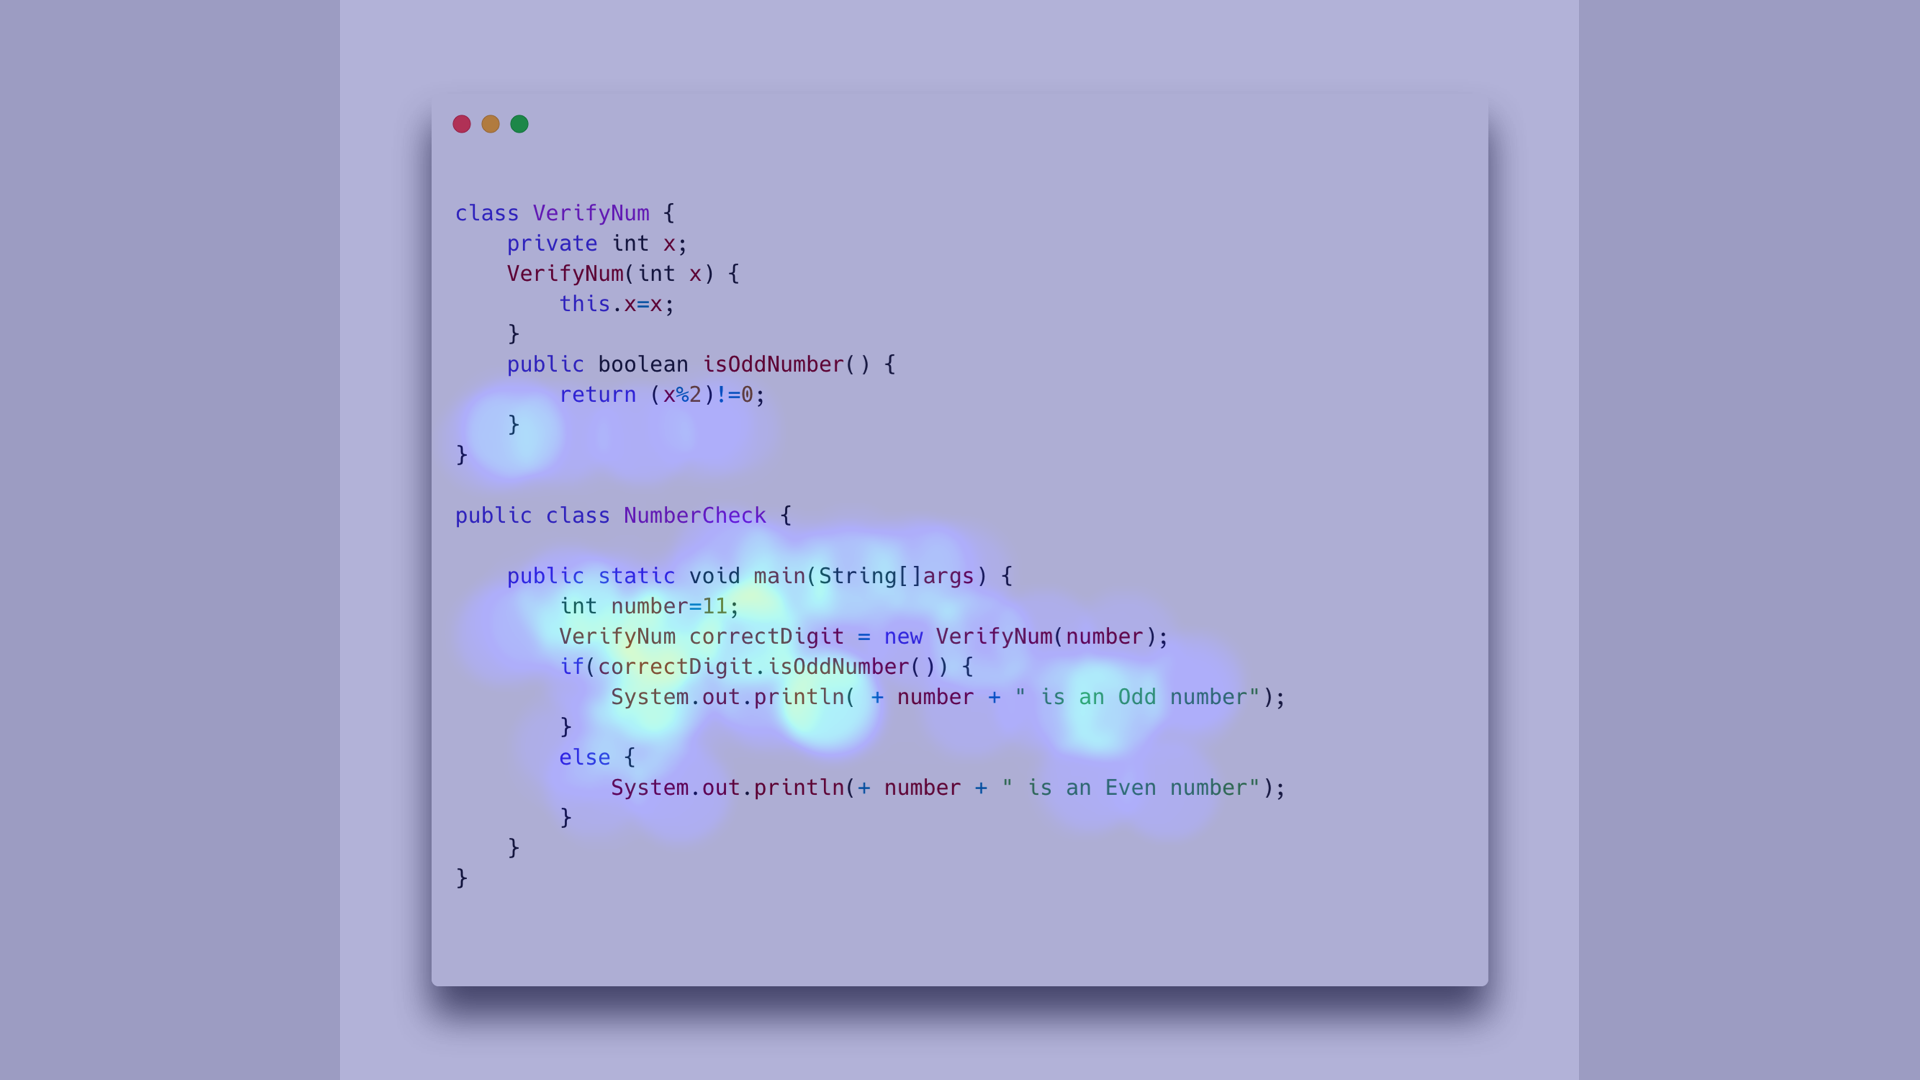 class VerifyNum {
    private int x;
    VerifyNum(int x) {
        this.x=x;
    }
    public boolean isOddNumber() {
        return (x%2)!=0;
    }
}

public class NumberCheck {

    public static void main(String[]args) {
        int number=11;
        VerifyNum correctDigit = new VerifyNum(number);
        if(correctDigit.isOddNumber()) {
            System.out.println( + number + " is an Odd number");
        }
        else {
            System.out.println(+ number + " is an Even number");
        }
    }
}